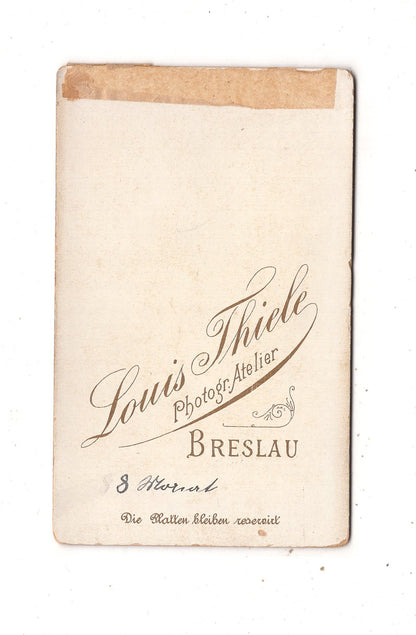 Louis Thiele
Photogr. Atelier
BRESLAU
8 Monat
Die Platten bleiben reservirt